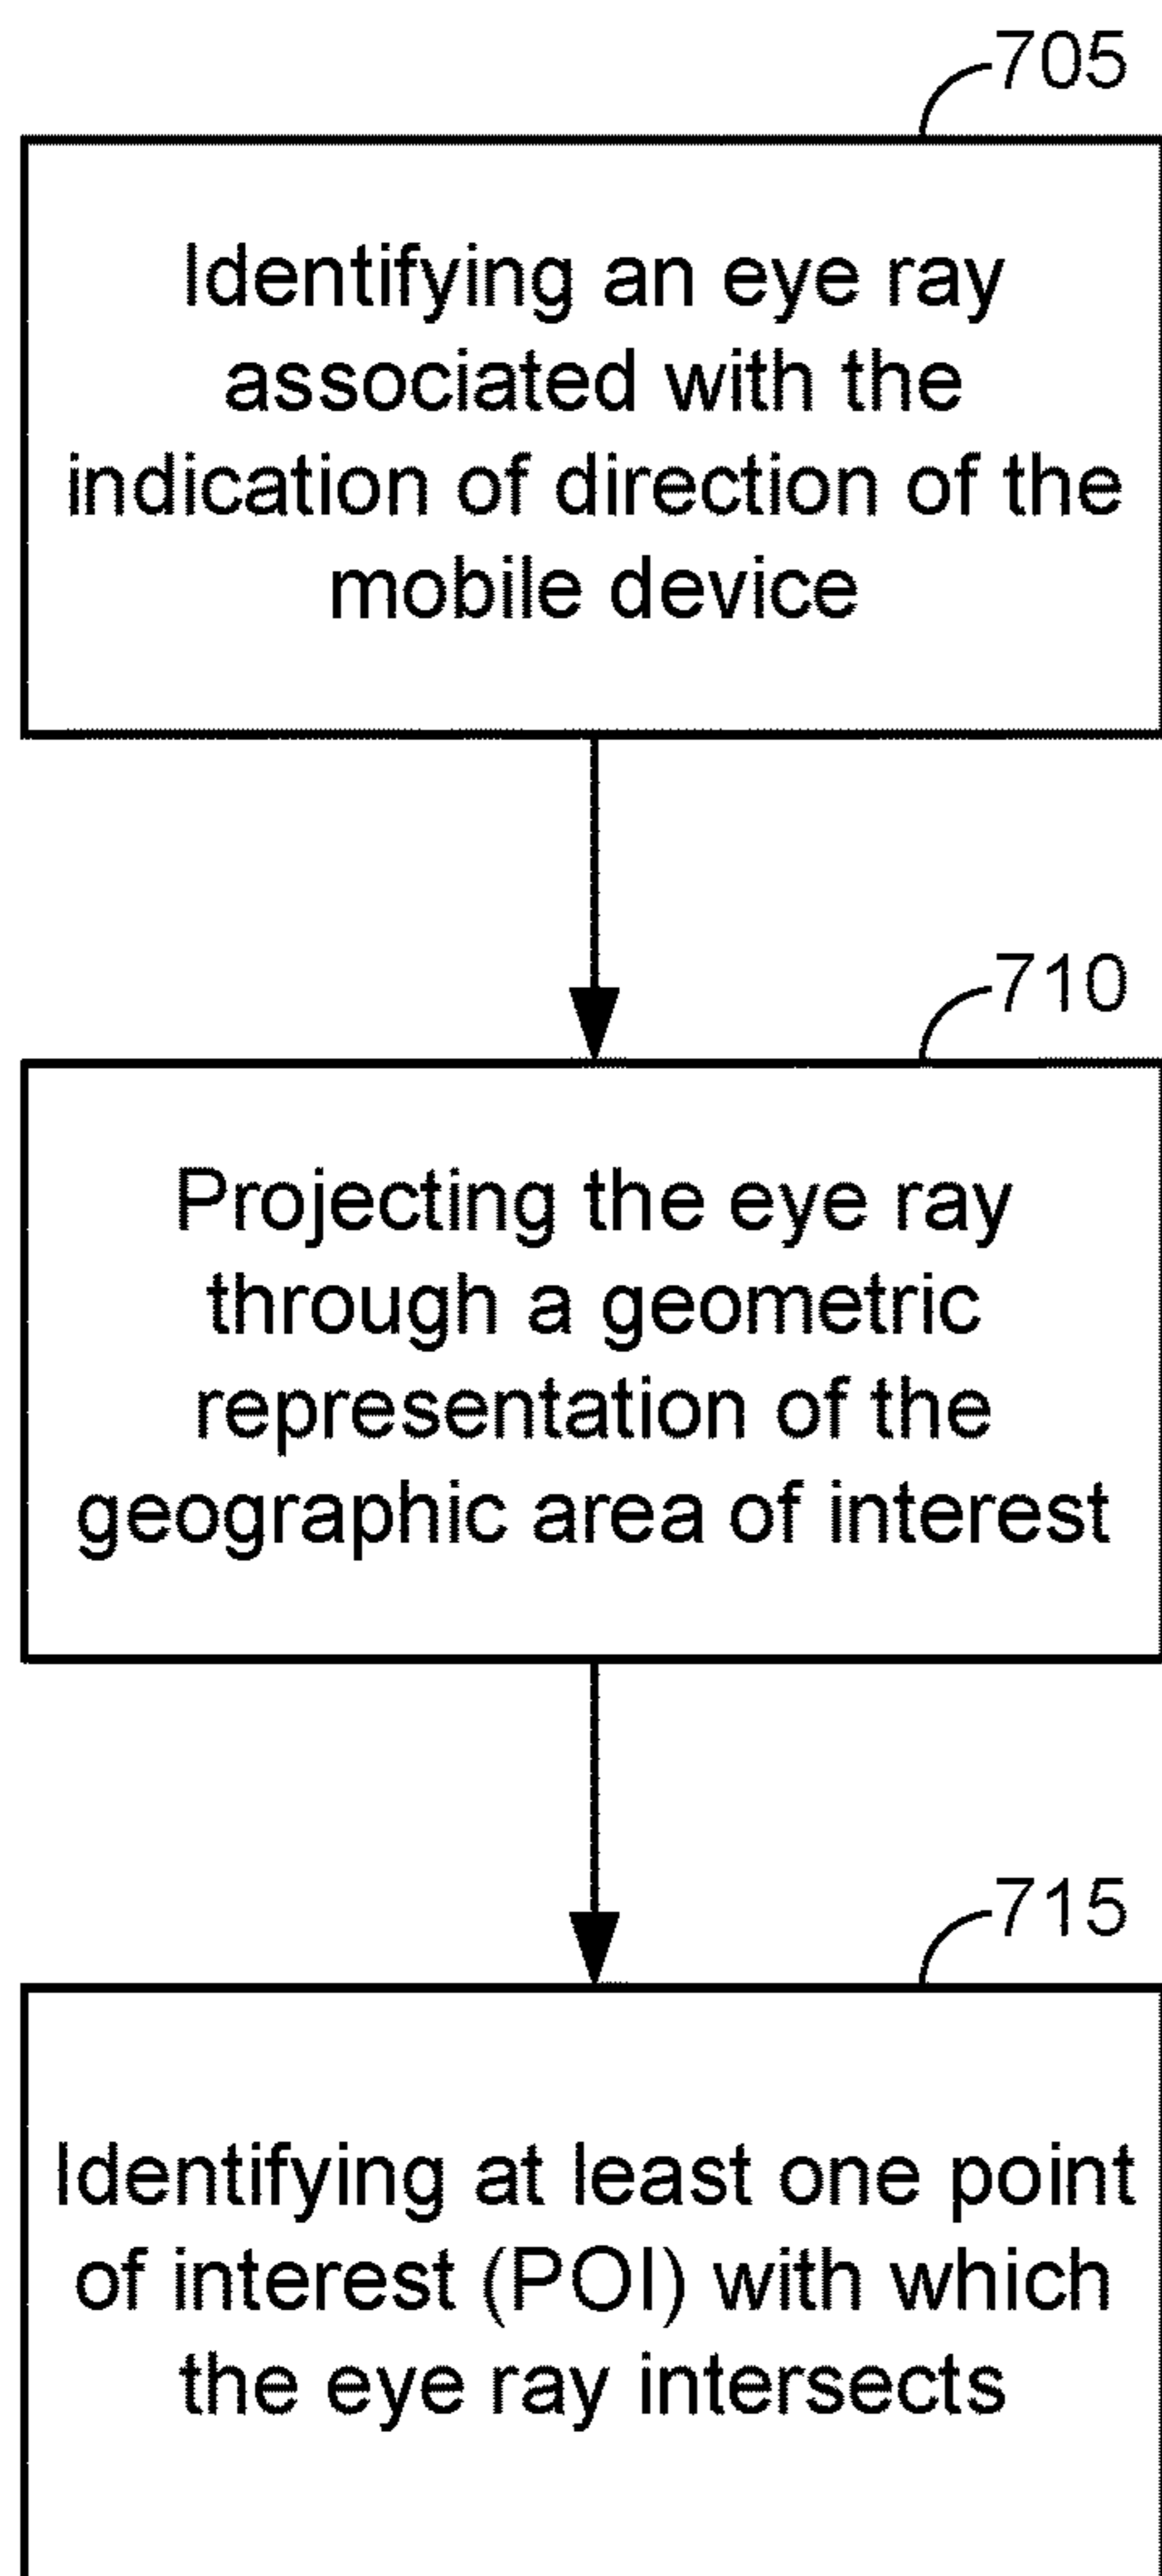 705
Identifying an eye ray
associated with the
indication of direction of the
mobile device
710
Projecting the eye ray
through a geometric
representation of the
geographic area of interest
715
Identifying at least one point
of interest (POI) with which
the eye ray intersects